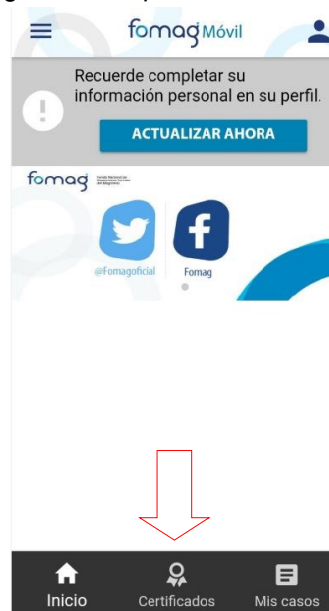 fomag Móvil
Recuerde completar su
información personal en su perfil.
ACTUALIZAR AHORA
fomag
@Fomagoficial
Fomag
Inicio
Certificados
Mis casos